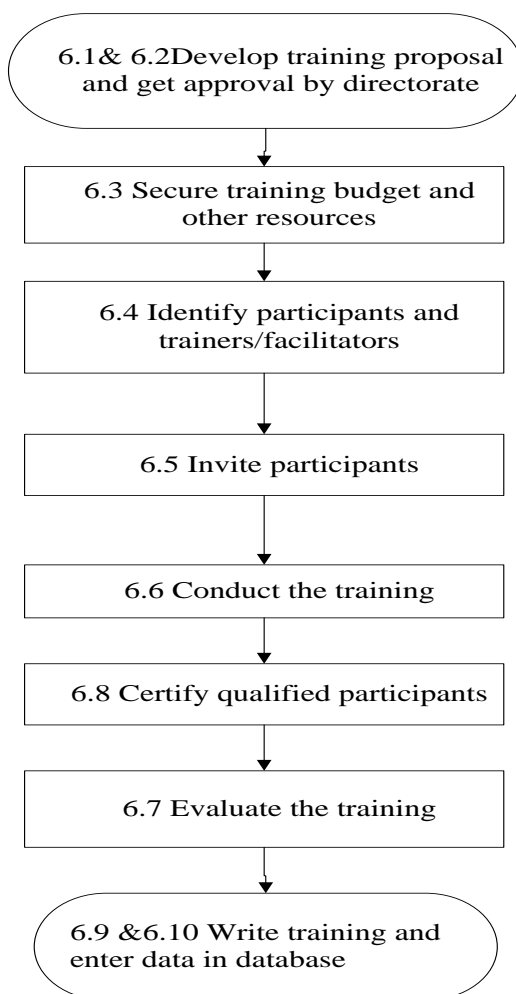 6.1& 6.2Develop training proposal
and get approval by directorate
6.3 Secure training budget and
other resources
6.4 Identify participants and
trainers/facilitators
6.5 Invite participants
6.6 Conduct the training
6.8 Certify qualified participants
6.7 Evaluate the training
6.9 &6.10 Write training and
enter data in database